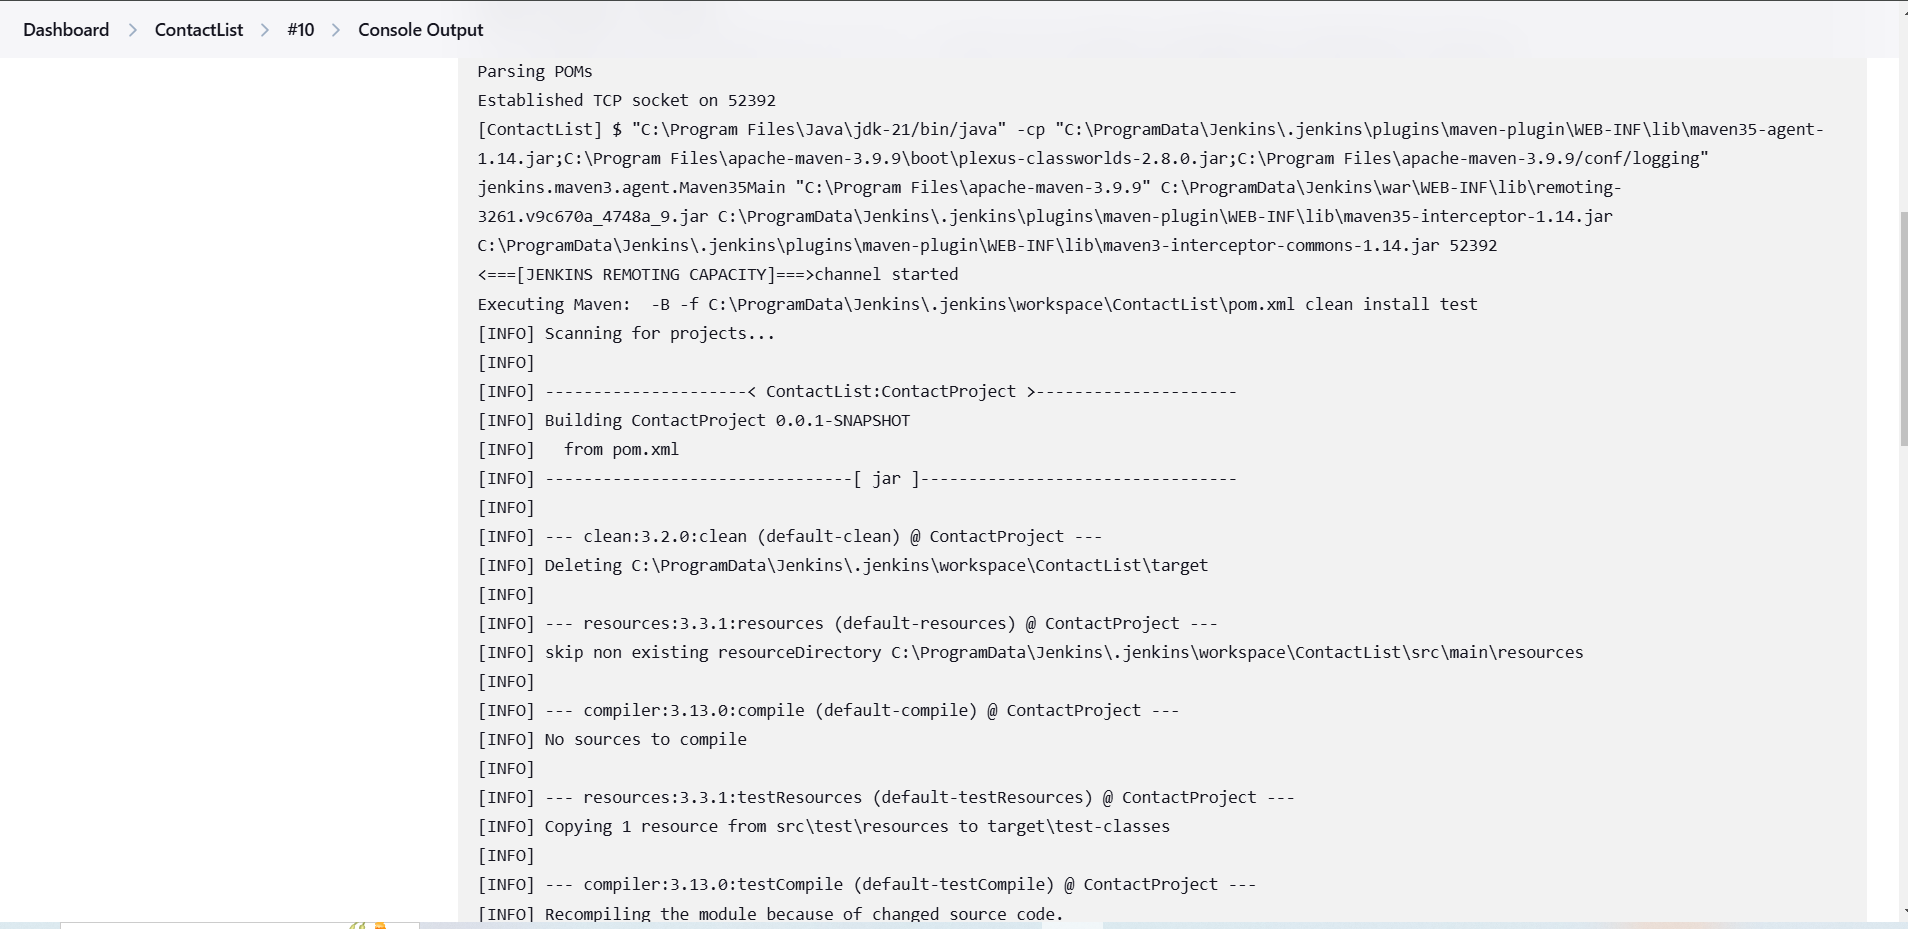 Dashboard > ContactList > #10 > Console Output
Parsing POMs
Established TCP socket on 52392
[ContactList] $ "C:\Program Files\Java\jdk-21/bin/java" -cp "C:\ProgramData\Jenkins\.jenkins\plugins\maven-plugin\WEB-INF\lib\maven35-agent-
1.14.jar;C:\Program Files\apache-maven-3.9.9\boot\plexus-classworlds-2.8.0.jar;C:\Program Files\apache-maven-3.9.9/conf/logging"
jenkins.maven3.agent.Maven35Main "C:\Program Files\apache-maven-3.9.9" C:\ProgramData\Jenkins\war\WEB-INF\lib\remoting-
3261.v9c670a_4748a_9.jar C:\ProgramData\Jenkins\.jenkins\plugins\maven-plugin\WEB-INF\lib\maven35-interceptor-1.14.jar
C:\ProgramData\Jenkins\.jenkins\plugins\maven-plugin\WEB-INF\lib\maven3-interceptor-commons-1.14.jar 52392
<===[JENKINS REMOTING CAPACITY]===>channel started
Executing Maven:  -B -f C:\ProgramData\Jenkins\.jenkins\workspace\ContactList\pom.xml clean install test
[INFO] Scanning for projects...
[INFO]
[INFO] ---------------------< ContactList:ContactProject >---------------------
[INFO] Building ContactProject 0.0.1-SNAPSHOT
[INFO]   from pom.xml
[INFO] --------------------------------[ jar ]---------------------------------
[INFO]
[INFO] --- clean:3.2.0:clean (default-clean) @ ContactProject ---
[INFO] Deleting C:\ProgramData\Jenkins\.jenkins\workspace\ContactList\target
[INFO]
[INFO] --- resources:3.3.1:resources (default-resources) @ ContactProject ---
[INFO] skip non existing resourceDirectory C:\ProgramData\Jenkins\.jenkins\workspace\ContactList\src\main\resources
[INFO]
[INFO] --- compiler:3.13.0:compile (default-compile) @ ContactProject ---
[INFO] No sources to compile
[INFO]
[INFO] --- resources:3.3.1:testResources (default-testResources) @ ContactProject ---
[INFO] Copying 1 resource from src\test\resources to target\test-classes
[INFO]
[INFO] --- compiler:3.13.0:testCompile (default-testCompile) @ ContactProject ---
[INFO] Recompiling the module because of changed source code.